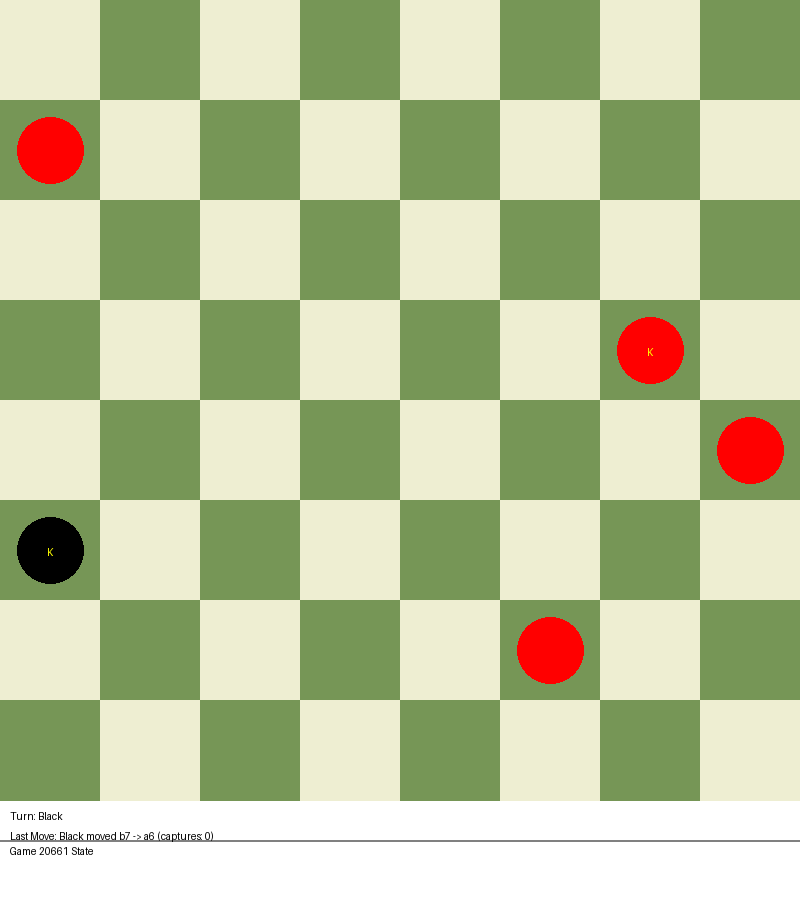 K
K
Turn: Black
Last Move: Black moved b7 -> a6 (captures: 0)
Game 20661 State